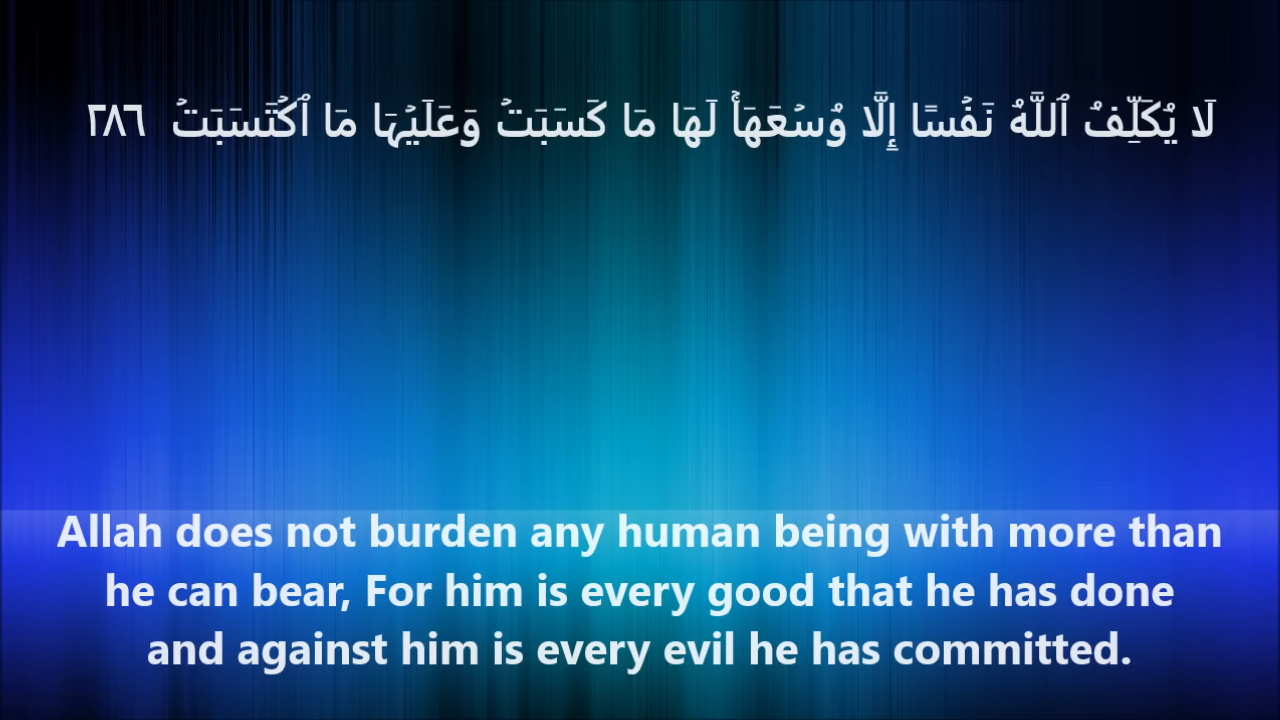 لَا يُكَلِّفُ ٱللَّهُ نَفۡسًا إِلَّا وُسۡعَهَاۚ لَهَا مَا كَسَبَتۡ وَعَلَيۡهَا مَا ٱكۡتَسَبَتۡ ٢٨٦
Allah does not burden any human being with more than
he can bear, For him is every good that he has done
and against him is every evil he has committed.